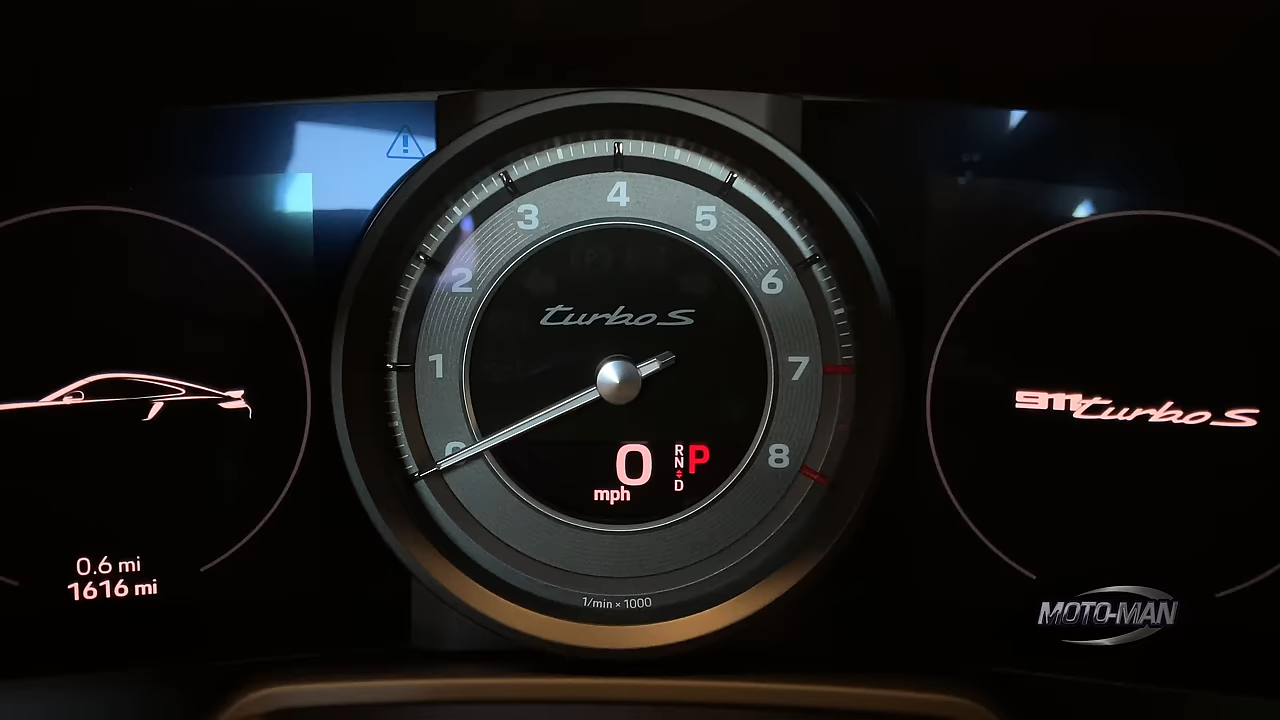 4
3
5
2
6
turbo S
1
7
911 turbo S
8
0
R
N
D
P
mph
0.6 mi
1616 mi
1/min × 1000
MOTO-MAN